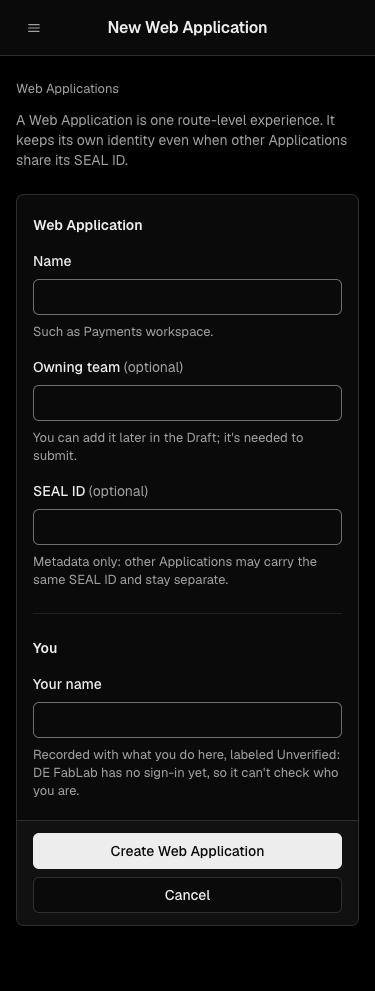 New Web Application
Web Applications
A Web Application is one route-level experience. It
keeps its own identity even when other Applications
share its SEAL ID.
Web Application
Name
Such as Payments workspace.
Owning team (optional)
You can add it later in the Draft; it's needed to
submit.
SEAL ID (optional)
Metadata only: other Applications may carry the
same SEAL ID and stay separate.
You
Your name
Recorded with what you do here, labeled Unverified:
DE FabLab has no sign-in yet, so it can't check who
you are.
Create Web Application
Cancel